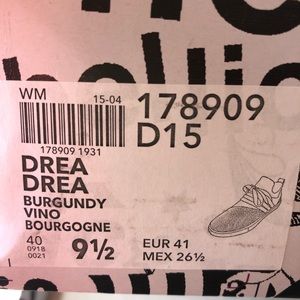 WM
15-04
178909
D15
178909 1931
DREA
DREA
BURGUNDY
VINO
BOURGOGNE
40
0918
0021
9½
EUR 41
MEX 26½